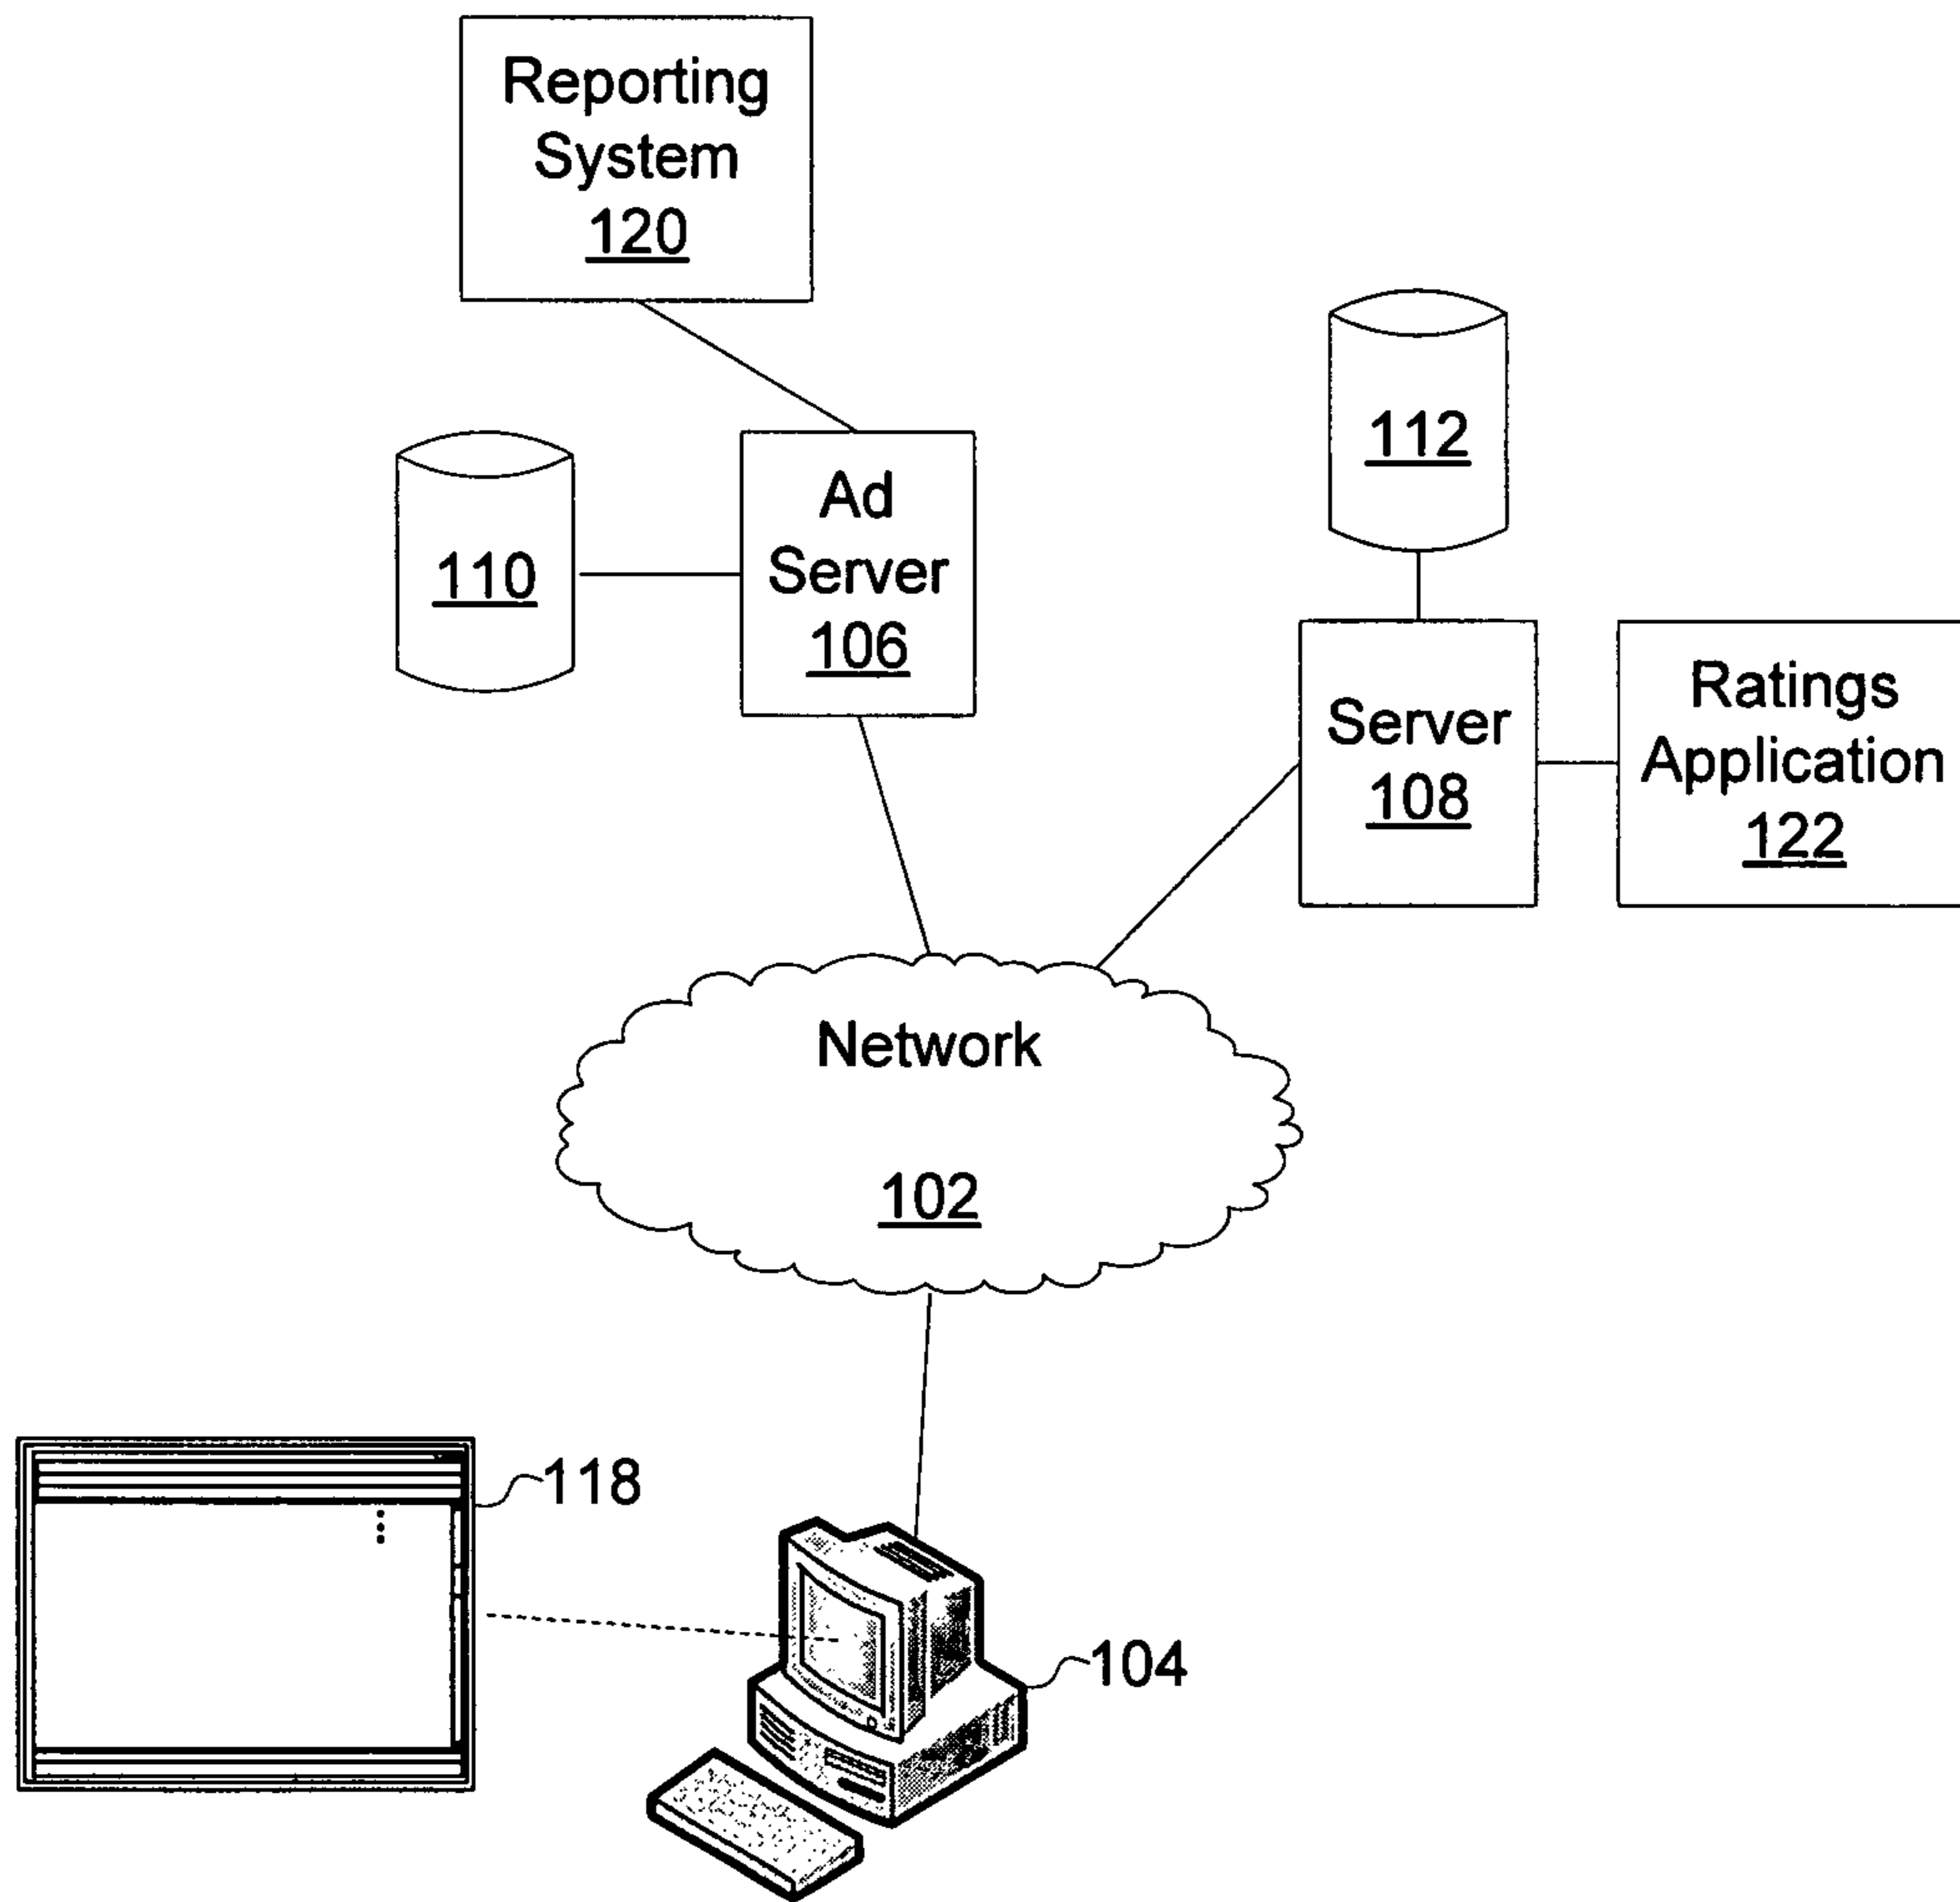 Reporting
System
120
112
Ad
Server
106
110
Server
108
Ratings
Application
122
Network
102
118
104